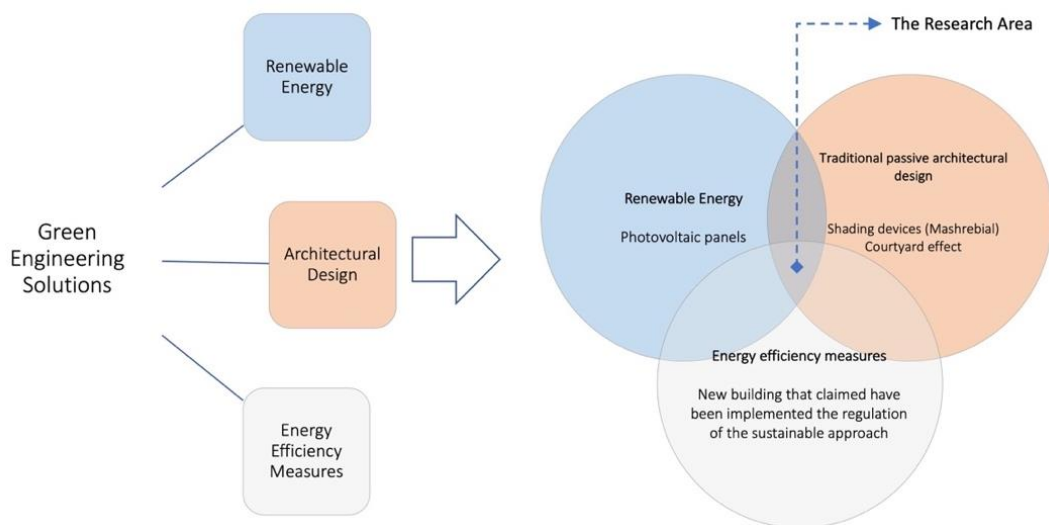 Green
Engineering
Solutions
Renewable
Energy
Architectural
Design
Energy
Efficiency
Measures
The Research Area
Renewable Energy
Photovoltaic panels
Traditional passive architectural
design
Shading devices (Mashrebial)
Courtyard effect
Energy efficiency measures
New building that claimed have
been implemented the regulation
of the sustainable approach